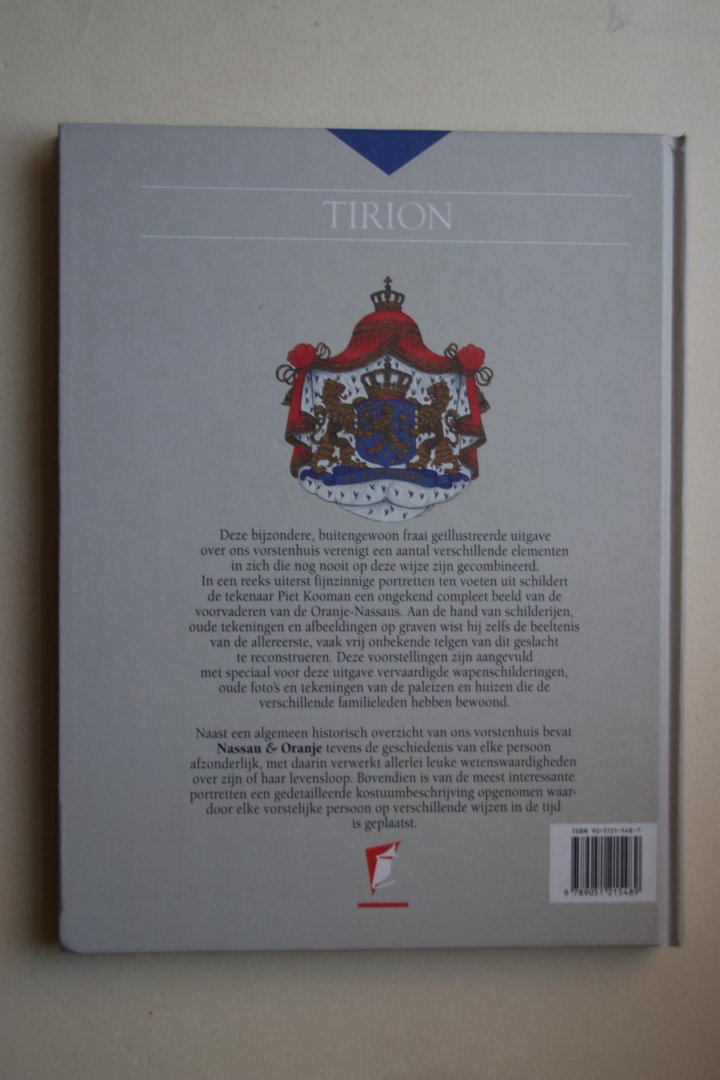 TIRION
Deze bijzondere, buitengewoon fraai geïllustreerde uitgave
over ons vorstenhuis verenigt een aantal verschillende elementen
in zich die nog nooit op deze wijze zijn gecombineerd.
In een reeks uiterst fijnzinnige portretten ten voeten uit schildert
de tekenaar Piet Kooman een ongekend compleet beeld van de
voorvaderen van de Oranje-Nassaus. Aan de hand van schilderijen,
oude tekeningen en afbeeldingen op graven wist hij zelfs de beeltenis
van de allereerste, vaak vrij onbekende telgen van dit geslacht
te reconstrueren. Deze voorstellingen zijn aangevuld
met speciaal voor deze uitgave vervaardigde wapenschilderingen,
oude foto's en tekeningen van de paleizen en huizen die de
verschillende familieleden hebben bewoond.
Naast een algemeen historisch overzicht van ons vorstenhuis bevat
Nassau & Oranje tevens de geschiedenis van elke persoon
afzonderlijk, met daarin verwerkt allerlei leuke wetenswaardigheden
over zijn of haar levensloop. Bovendien is van de meest interessante
portretten een gedetailleerde kostuumbeschrijving opgenomen waar-
door elke vorstelijke persoon op verschillende wijzen in de tijd
is geplaatst.
ISBN 90-5121-548-7
9 789051 215489